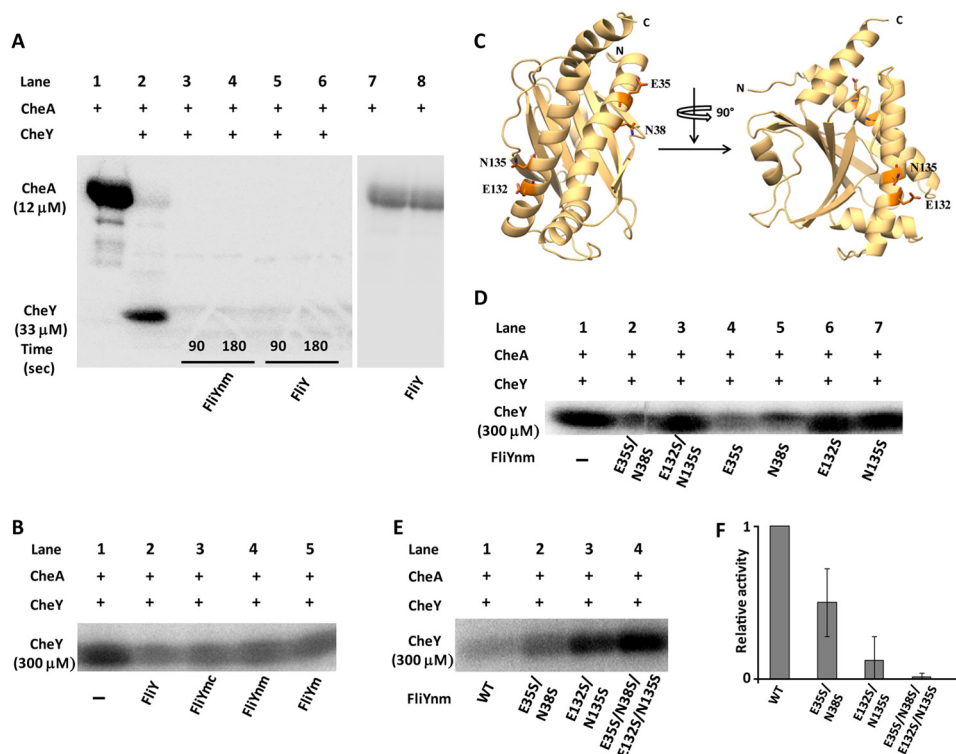 A
Lane 1 2 3 4 5 6 7 8
CheA + + + + + + + +
CheY + + + + +
CheA
(12 μM)
CheY
(33 μM)
Time
(sec)
90 180 90 180
FliYnm FliY FliY
B
Lane 1 2 3 4 5
CheA + + + + +
CheY + + + + +
CheY
(300 μM)
– FliY FliYmc FliYnm FliYm
C
C
N
E35
N38
N135
E132
90°
C
N
N135
E132
D
Lane 1 2 3 4 5 6 7
CheA + + + + + + +
CheY + + + + + + +
CheY
(300 μM)
FliYnm – E35S/N38S E132S/N135S E35S N38S E132S N135S
E
Lane 1 2 3 4
CheA + + + +
CheY + + + +
CheY
(300 μM)
FliYnm WT E35S/N38S E132S/N135S E35S/N38S/E132S/N135S
F
Relative activity
1
0
WT E35S/N38S E132S/N135S E35S/N38S/E132S/N135S